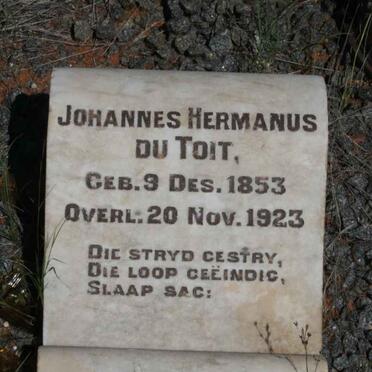 JOHANNES HERMANUS
DU TOIT,
GEB. 9 DES. 1853
OVERL: 20 NOV. 1923
DIE STRYD GESTRY,
DIE LOOP GEËINDIG,
SLAAP SAG: